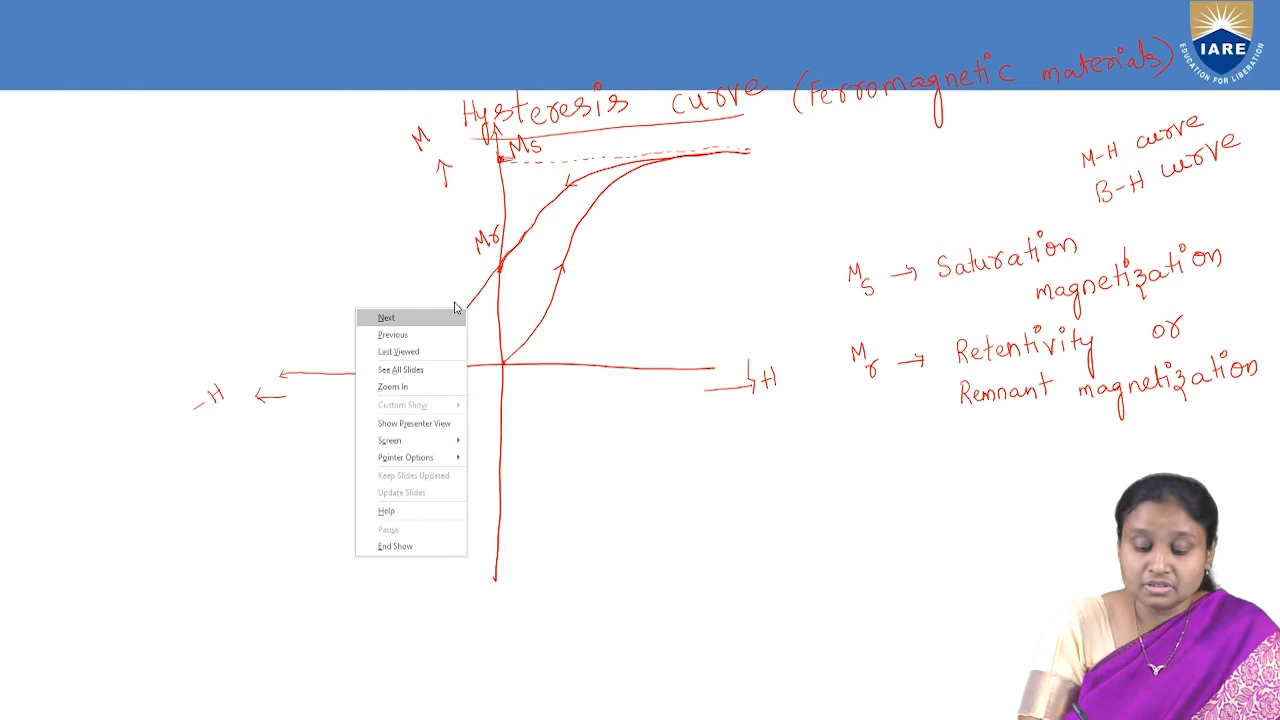 IARE
EDUCATION FOR LIBERATION
Hysteresis curve (Ferromagnetic materials)
M
Ms
Mr
H
-H
M-H curve
B-H curve
Ms → Saturation
magnetization
Mr → Retentivity or
Remnant magnetization
Next
Previous
Last Viewed
See All Slides
Zoom In
Custom Show
Show Presenter View
Screen
Pointer Options
Keep Slides Updated
Update Slides
Help
Pause
End Show